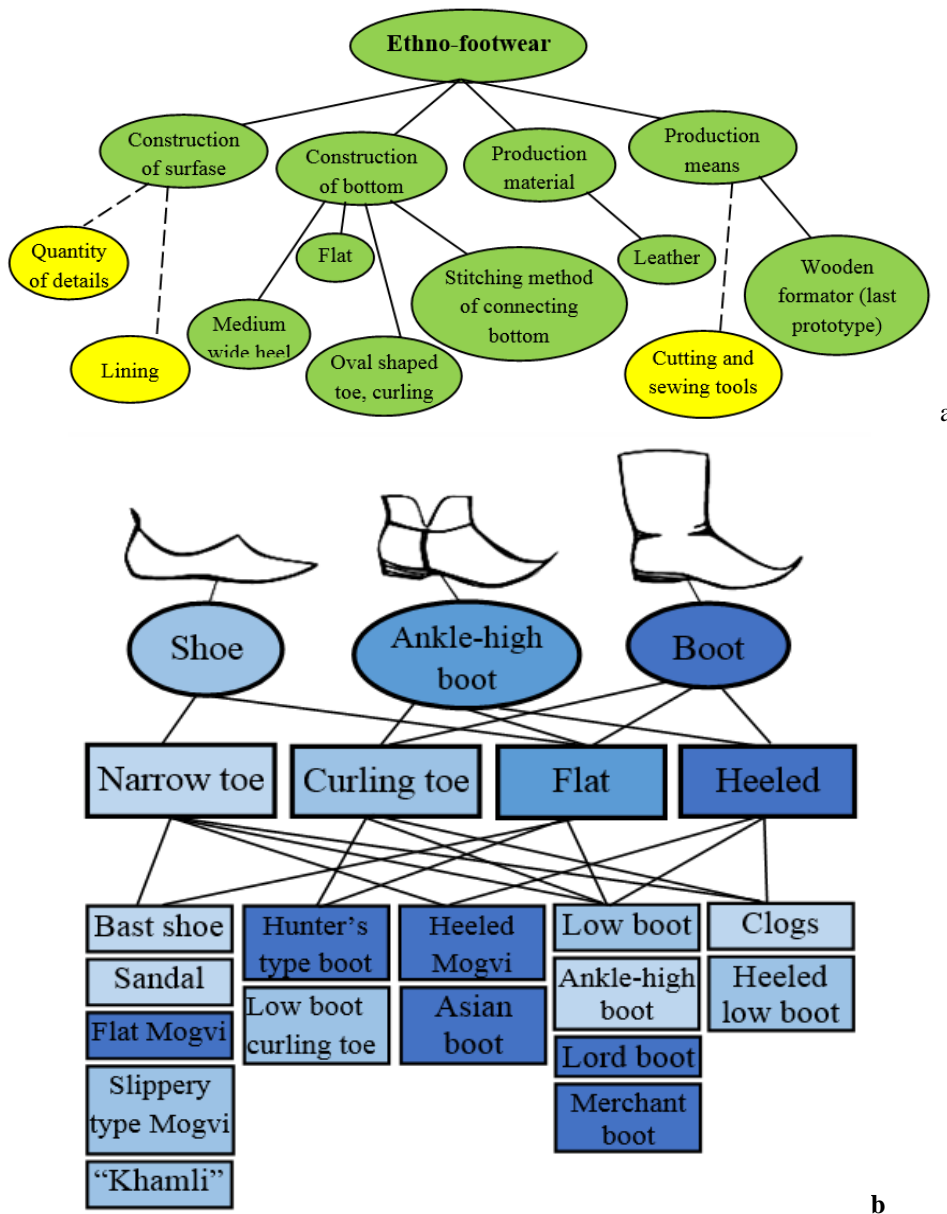 Ethno-footwear
Construction
of surfase
Construction
of bottom
Production
material
Production
means
Quantity
of details
Flat
Leather
Stitching method
of connecting
bottom
Wooden
formator (last
prototype)
Medium
wide heel
Lining
Oval shaped
toe, curling
Cutting and
sewing tools
a
Shoe
Ankle-high
boot
Boot
Narrow toe
Curling toe
Flat
Heeled
Bast shoe
Sandal
Flat Mogvi
Slippery
type Mogvi
“Khamli”
Hunter’s
type boot
Low boot
curling toe
Heeled
Mogvi
Asian
boot
Low boot
Ankle-high
boot
Lord boot
Merchant
boot
Clogs
Heeled
low boot
b